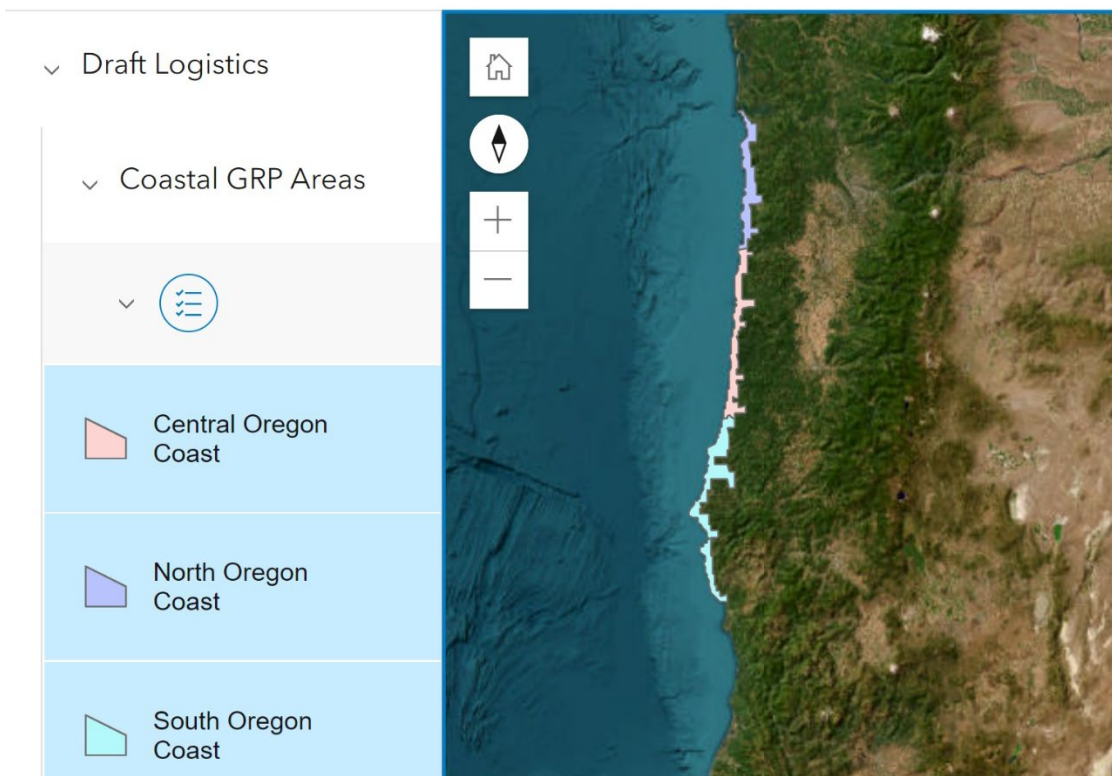 Draft Logistics
Coastal GRP Areas
Central Oregon
Coast
North Oregon
Coast
South Oregon
Coast